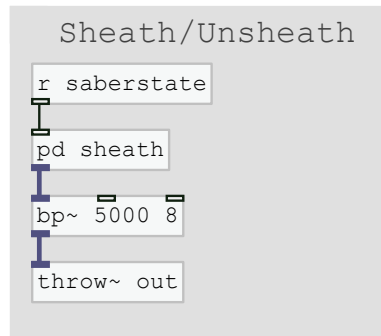 Sheath/Unsheath
r saberstate
pd sheath
bp~ 5000 8
throw~ out